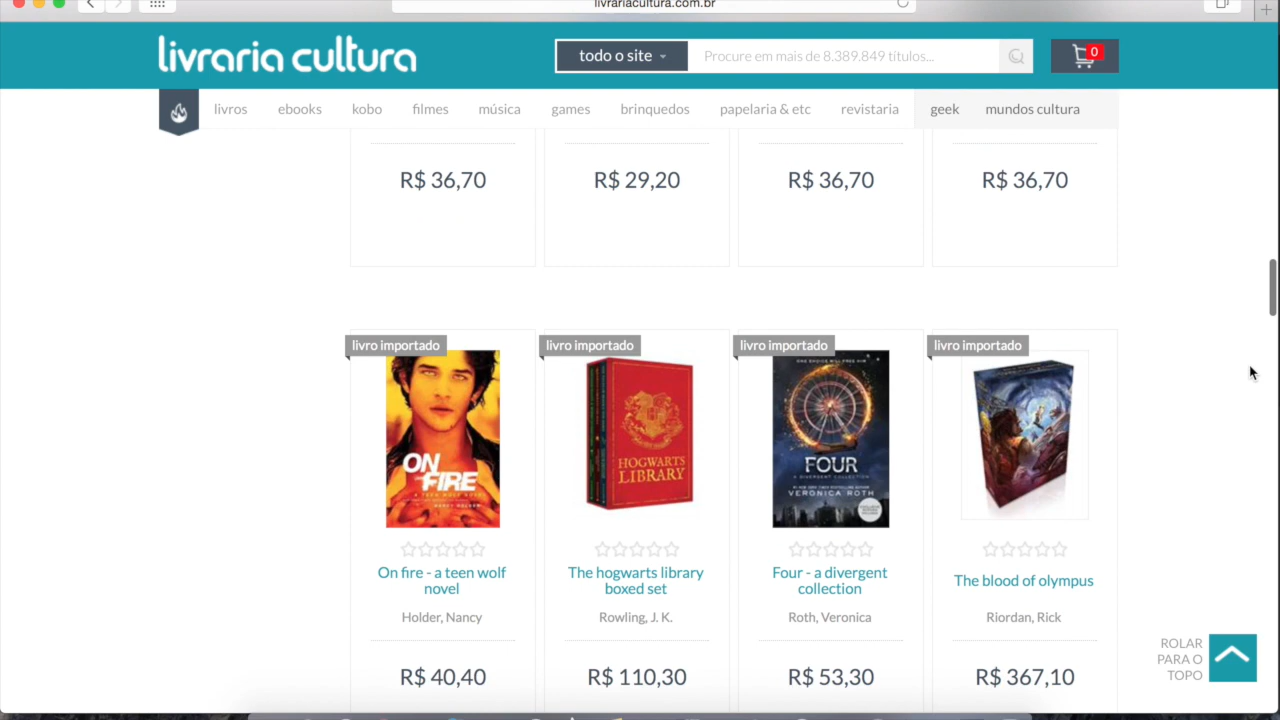 livrariacultura.com.br
livraria cultura
todo o site
Procure em mais de 8.389.849 títulos...
0
livros ebooks kobo filmes música games brinquedos papelaria & etc revistaria geek mundos cultura
R$ 36,70 R$ 29,20 R$ 36,70 R$ 36,70
livro importado livro importado livro importado livro importado
ON
FIRE
A TEEN WOLF NOVEL
NANCY HOLDER
HOGWARTS
LIBRARY
ONE CHOICE WILL FREE HIM
FOUR
A DIVERGENT COLLECTION
VERONICA ROTH
On fire - a teen wolf
novel
The hogwarts library
boxed set
Four - a divergent
collection
The blood of olympus
Holder, Nancy Rowling, J. K. Roth, Veronica Riordan, Rick
R$ 40,40 R$ 110,30 R$ 53,30 R$ 367,10
ROLAR
PARA O
TOPO